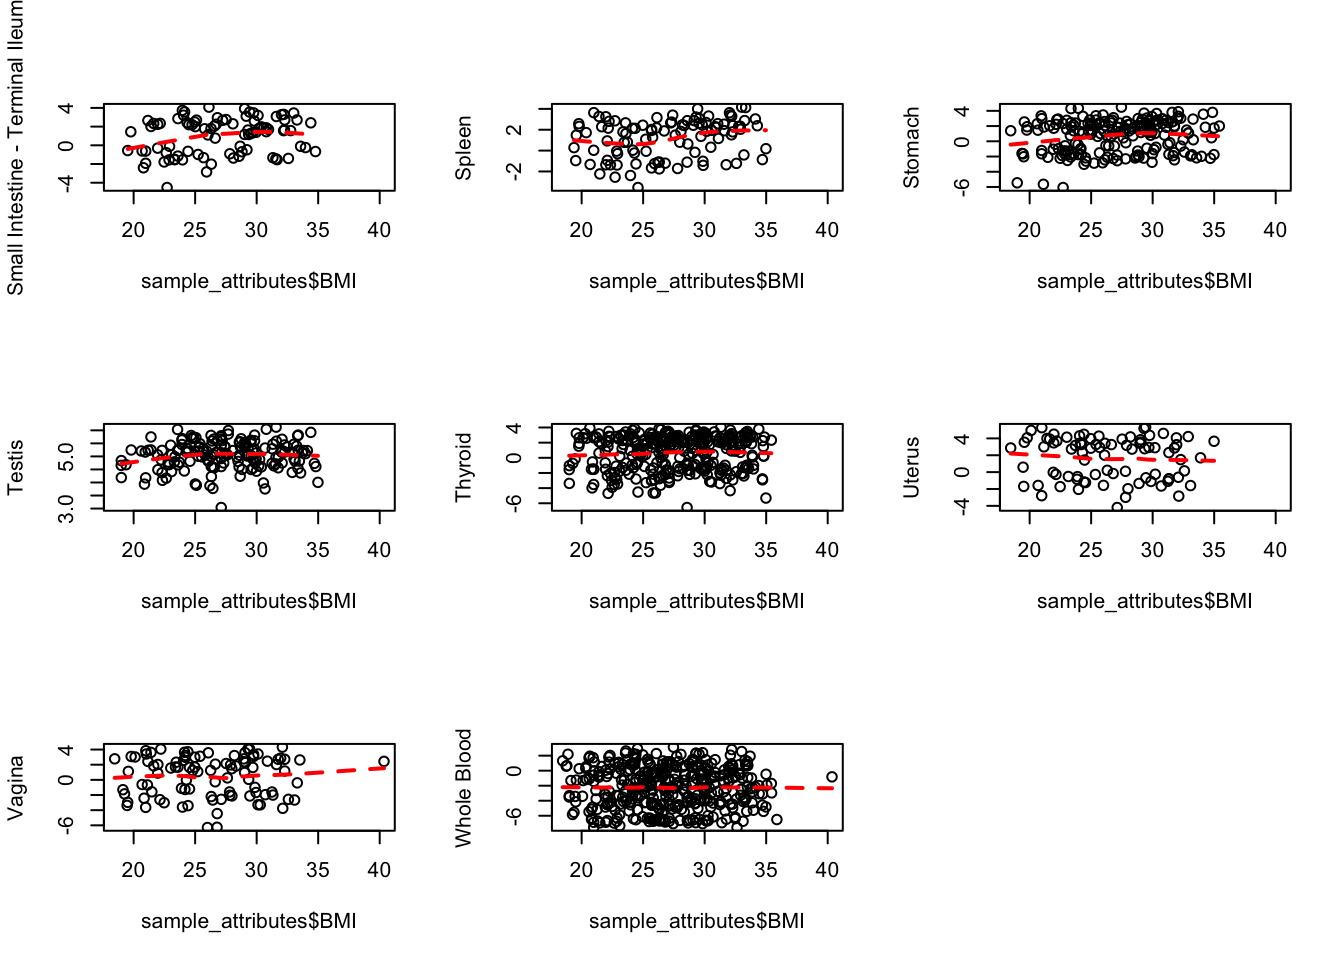 Small Intestine - Terminal Ileum
4
0
-4
20 25 30 35 40
sample_attributes$BMI
Spleen
2
-2
20 25 30 35 40
sample_attributes$BMI
Stomach
4
0
-6
20 25 30 35 40
sample_attributes$BMI
Testis
5.0
3.0
20 25 30 35 40
sample_attributes$BMI
Thyroid
4
0
-6
20 25 30 35 40
sample_attributes$BMI
Uterus
4
0
-4
20 25 30 35 40
sample_attributes$BMI
Vagina
4
0
-6
20 25 30 35 40
sample_attributes$BMI
Whole Blood
0
-6
20 25 30 35 40
sample_attributes$BMI